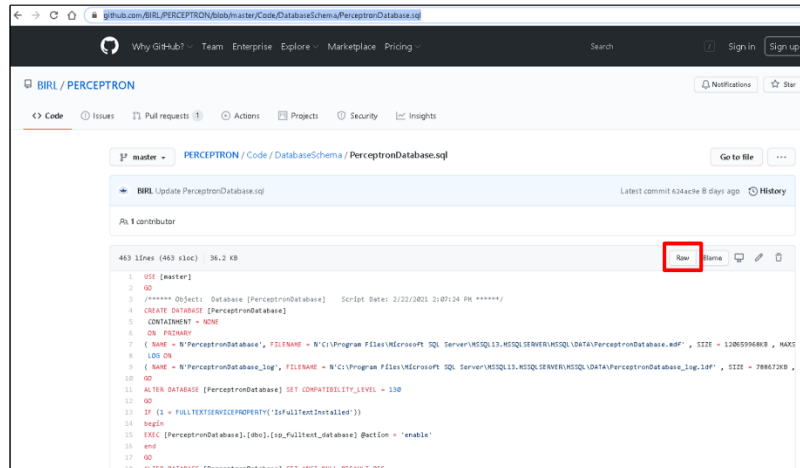 github.com/BIRL/PERCEPTRON/blob/master/Code/DatabaseSchema/PerceptronDatabase.sql
Why GitHub? Team Enterprise Explore Marketplace Pricing Search / Sign in Sign up
BIRL / PERCEPTRON Notifications Star
<> Code Issues Pull requests 1 Actions Projects Security Insights
master PERCEPTRON / Code / DatabaseSchema / PerceptronDatabase.sql Go to file ...
BIRL Update PerceptronDatabase.sql Latest commit 624ac9e 8 days ago History
1 contributor
463 lines (463 sloc) 36.2 KB Raw Blame
1 USE [master]
2 GO
3 /****** Object: Database [PerceptronDatabase] Script Date: 2/22/2021 2:07:24 PM ******/
4 CREATE DATABASE [PerceptronDatabase]
5 CONTAINMENT = NONE
6 ON PRIMARY
7 ( NAME = N'PerceptronDatabase', FILENAME = N'C:\Program Files\Microsoft SQL Server\MSSQL13.MSSQLSERVER\MSSQL\DATA\PerceptronDatabase.mdf' , SIZE = 120659968KB , MAXS
8 LOG ON
9 ( NAME = N'PerceptronDatabase_log', FILENAME = N'C:\Program Files\Microsoft SQL Server\MSSQL13.MSSQLSERVER\MSSQL\DATA\PerceptronDatabase_log.ldf' , SIZE = 788672KB ,
10 GO
11 ALTER DATABASE [PerceptronDatabase] SET COMPATIBILITY_LEVEL = 130
12 GO
13 IF (1 = FULLTEXTSERVICEPROPERTY('IsFullTextInstalled'))
14 begin
15 EXEC [PerceptronDatabase].[dbo].[sp_fulltext_database] @action = 'enable'
16 end
17 GO
18 ALTER DATABASE [PerceptronDatabase] SET ANSI_NULL_DEFAULT OFF